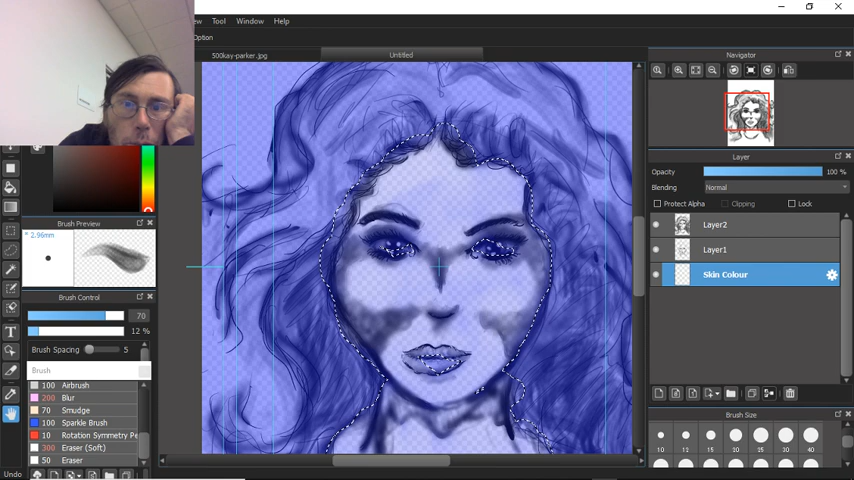 ew Tool Window Help
Option
500kay-parker.jpg
Untitled
Navigator
Layer
Opacity 100 %
Blending Normal
Protect Alpha Clipping Lock
Layer2
Layer1
Skin Colour
Brush Preview
2.96mm
Brush Control
70
12 %
Brush Spacing 5
Brush
100 Airbrush
200 Blur
70 Smudge
100 Sparkle Brush
10 Rotation Symmetry Pe
300 Eraser (Soft)
50 Eraser
Brush Size
10 12 15 20 25 30 40
Undo